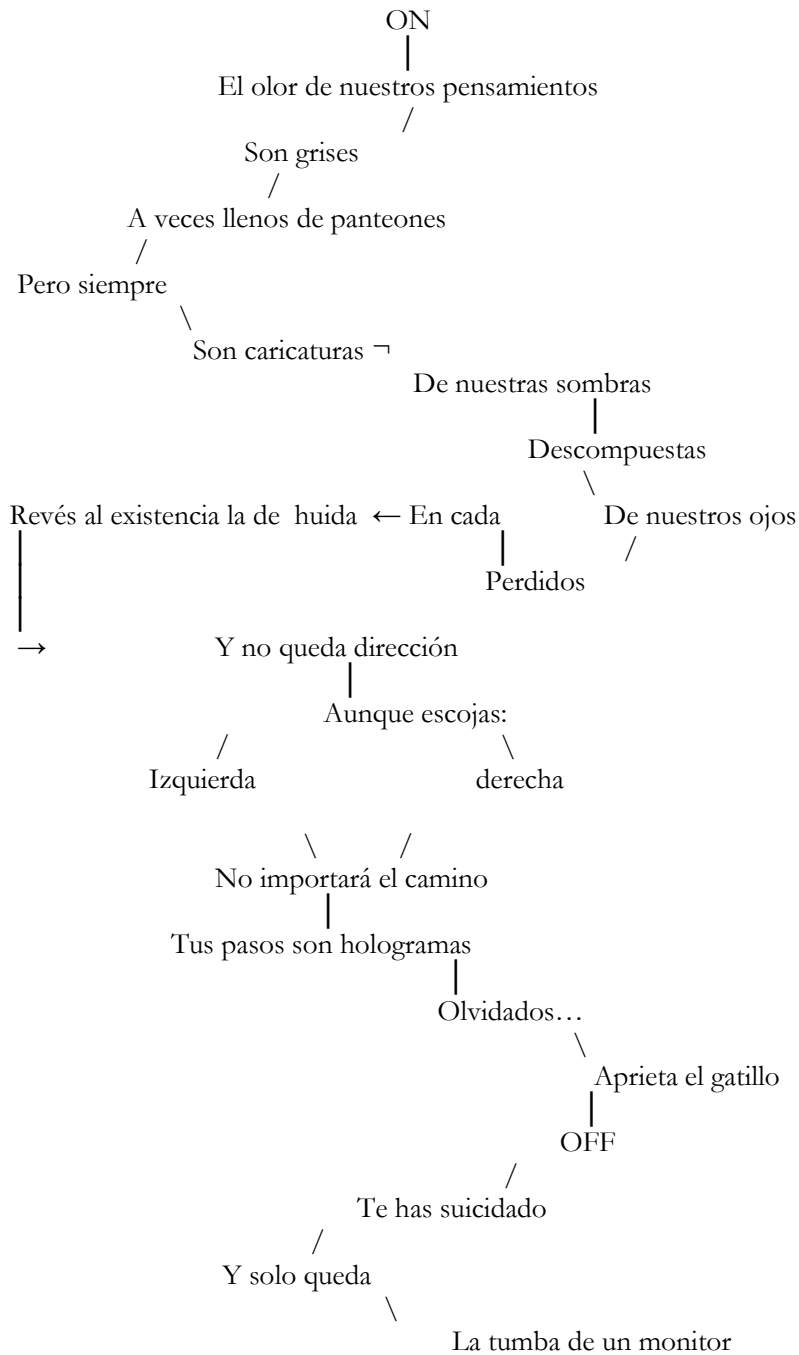 ON
El olor de nuestros pensamientos
Son grises
A veces llenos de panteones
Pero siempre
Son caricaturas ¬
De nuestras sombras
Descompuestas
De nuestros ojos
Perdidos
Revés al existencia la de huida ← En cada
→ Y no queda dirección
Aunque escojas:
Izquierda derecha
No importará el camino
Tus pasos son hologramas
Olvidados…
Aprieta el gatillo
OFF
Te has suicidado
Y solo queda
La tumba de un monitor